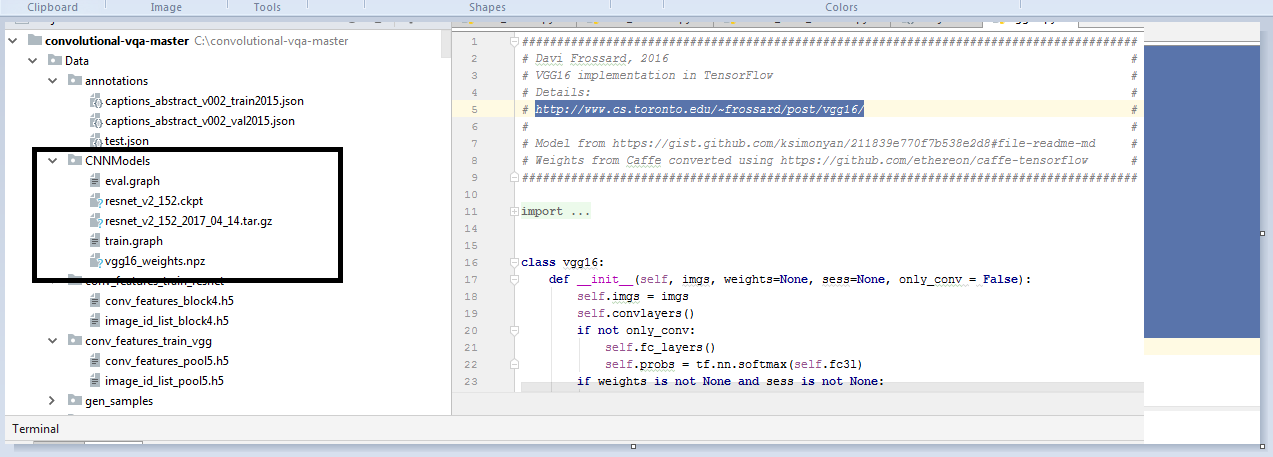 Clipboard Image Tools Shapes Colors
convolutional-vqa-master C:\convolutional-vqa-master
Data
annotations
captions_abstract_v002_train2015.json
captions_abstract_v002_val2015.json
test.json
CNNModels
eval.graph
resnet_v2_152.ckpt
resnet_v2_152_2017_04_14.tar.gz
train.graph
vgg16_weights.npz
conv_features_train_resnet
conv_features_block4.h5
image_id_list_block4.h5
conv_features_train_vgg
conv_features_pool5.h5
image_id_list_pool5.h5
gen_samples
1 #########################################################################################
2 # Davi Frossard, 2016 #
3 # VGG16 implementation in TensorFlow #
4 # Details: #
5 # http://www.cs.toronto.edu/~frossard/post/vgg16/ #
6 # #
7 # Model from https://gist.github.com/ksimonyan/211839e770f7b538e2d8#file-readme-md #
8 # Weights from Caffe converted using https://github.com/ethereon/caffe-tensorflow #
9 #########################################################################################
10
11 import ...
14
15
16 class vgg16:
17 def __init__(self, imgs, weights=None, sess=None, only_conv = False):
18 self.imgs = imgs
19 self.convlayers()
20 if not only_conv:
21 self.fc_layers()
22 self.probs = tf.nn.softmax(self.fc3l)
23 if weights is not None and sess is not None:
Terminal